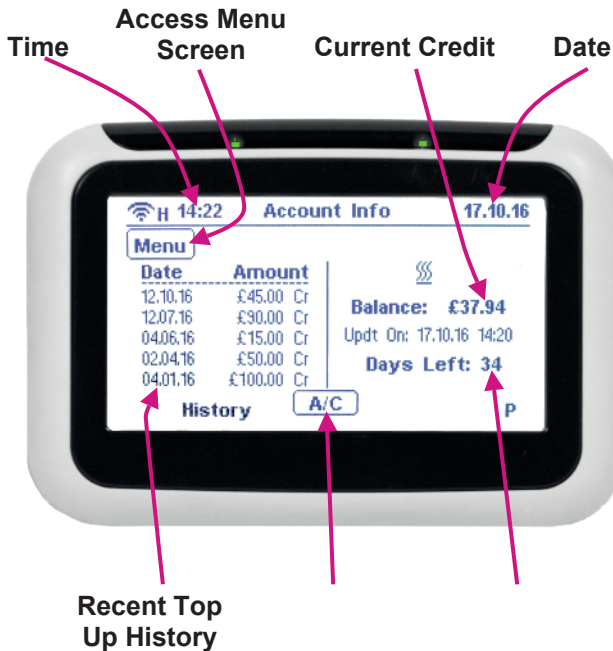 Access Menu
Screen
Time
Current Credit
Date
H 14:22 Account Info 17.10.16
Menu
Date Amount
12.10.16 £45.00 Cr
12.07.16 £90.00 Cr
04.06.16 £15.00 Cr
02.04.16 £50.00 Cr
04.01.16 £100.00 Cr
Balance: £37.94
Updt On: 17.10.16 14:20
Days Left: 34
History A/C P
Recent Top
Up History